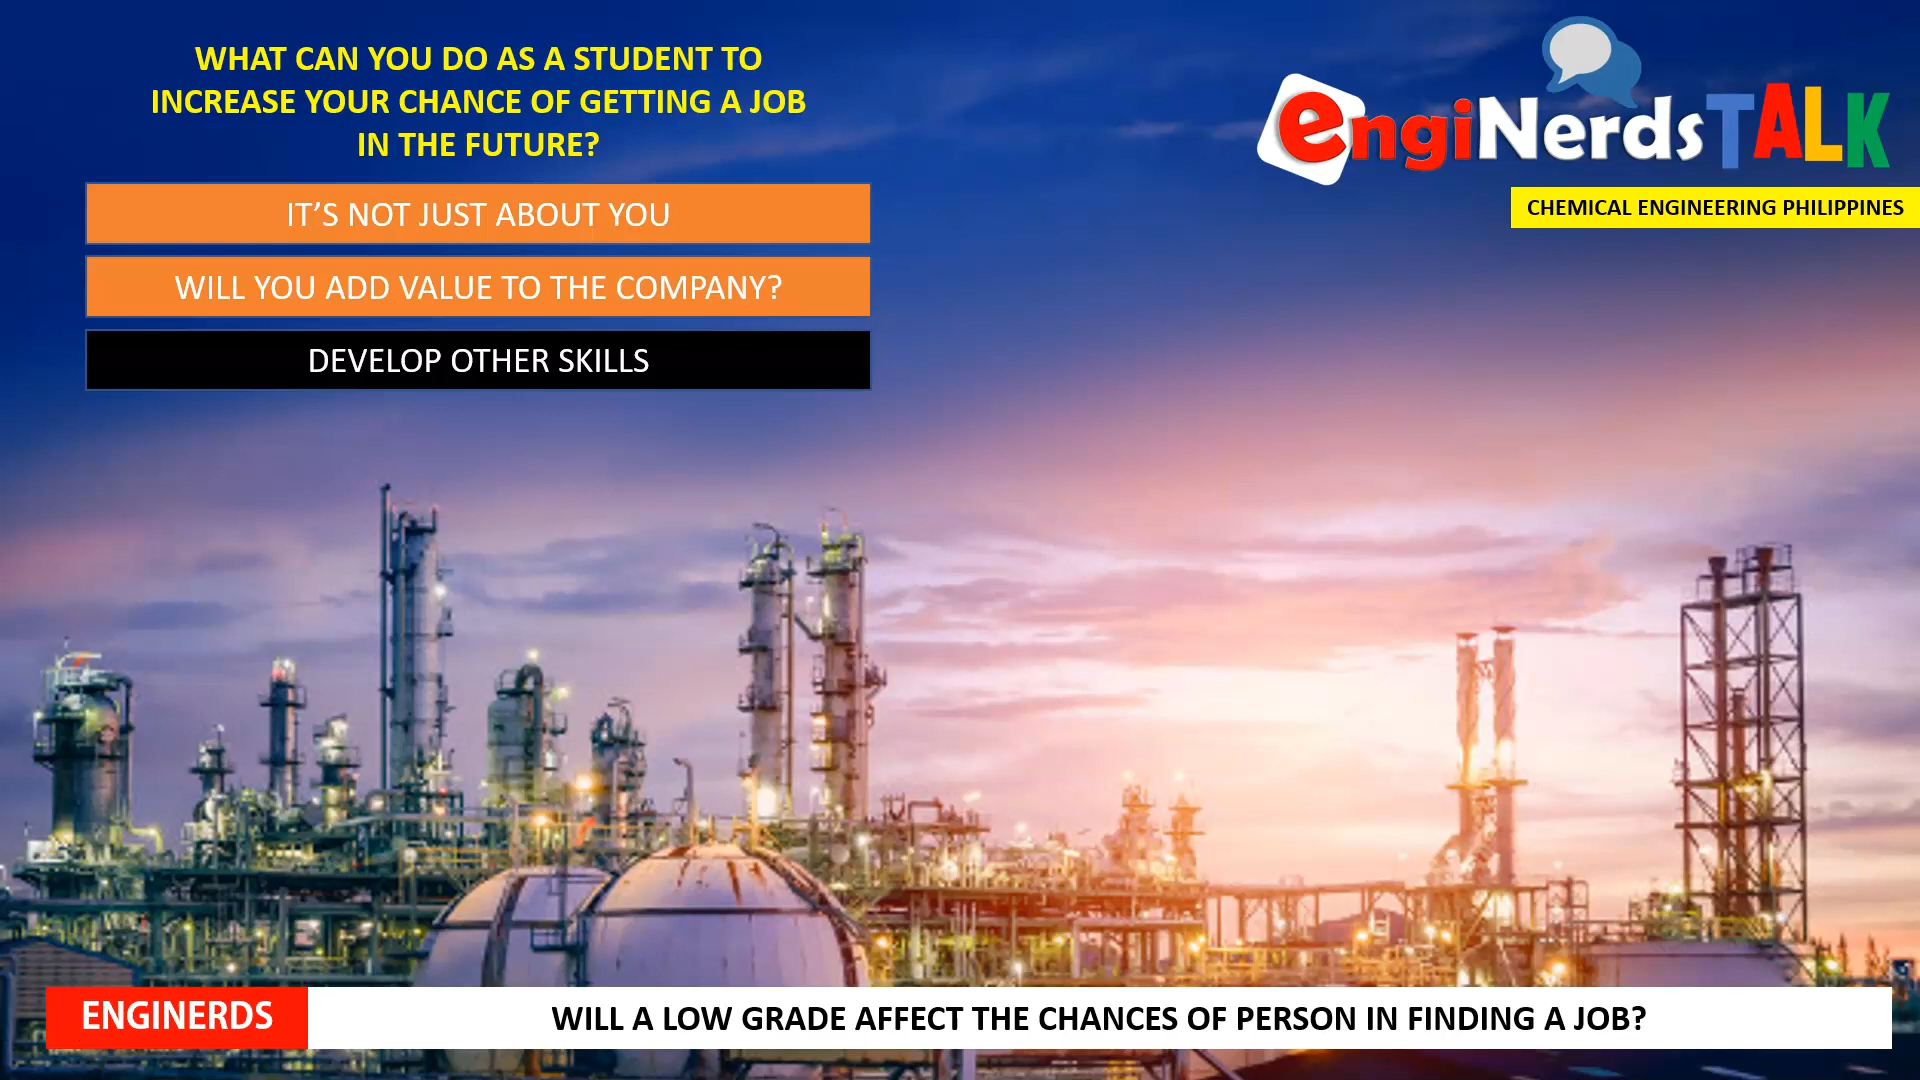 WHAT CAN YOU DO AS A STUDENT TO
INCREASE YOUR CHANCE OF GETTING A JOB
IN THE FUTURE?
IT’S NOT JUST ABOUT YOU
WILL YOU ADD VALUE TO THE COMPANY?
DEVELOP OTHER SKILLS
engiNerdsTALK
CHEMICAL ENGINEERING PHILIPPINES
ENGINERDS
WILL A LOW GRADE AFFECT THE CHANCES OF PERSON IN FINDING A JOB?